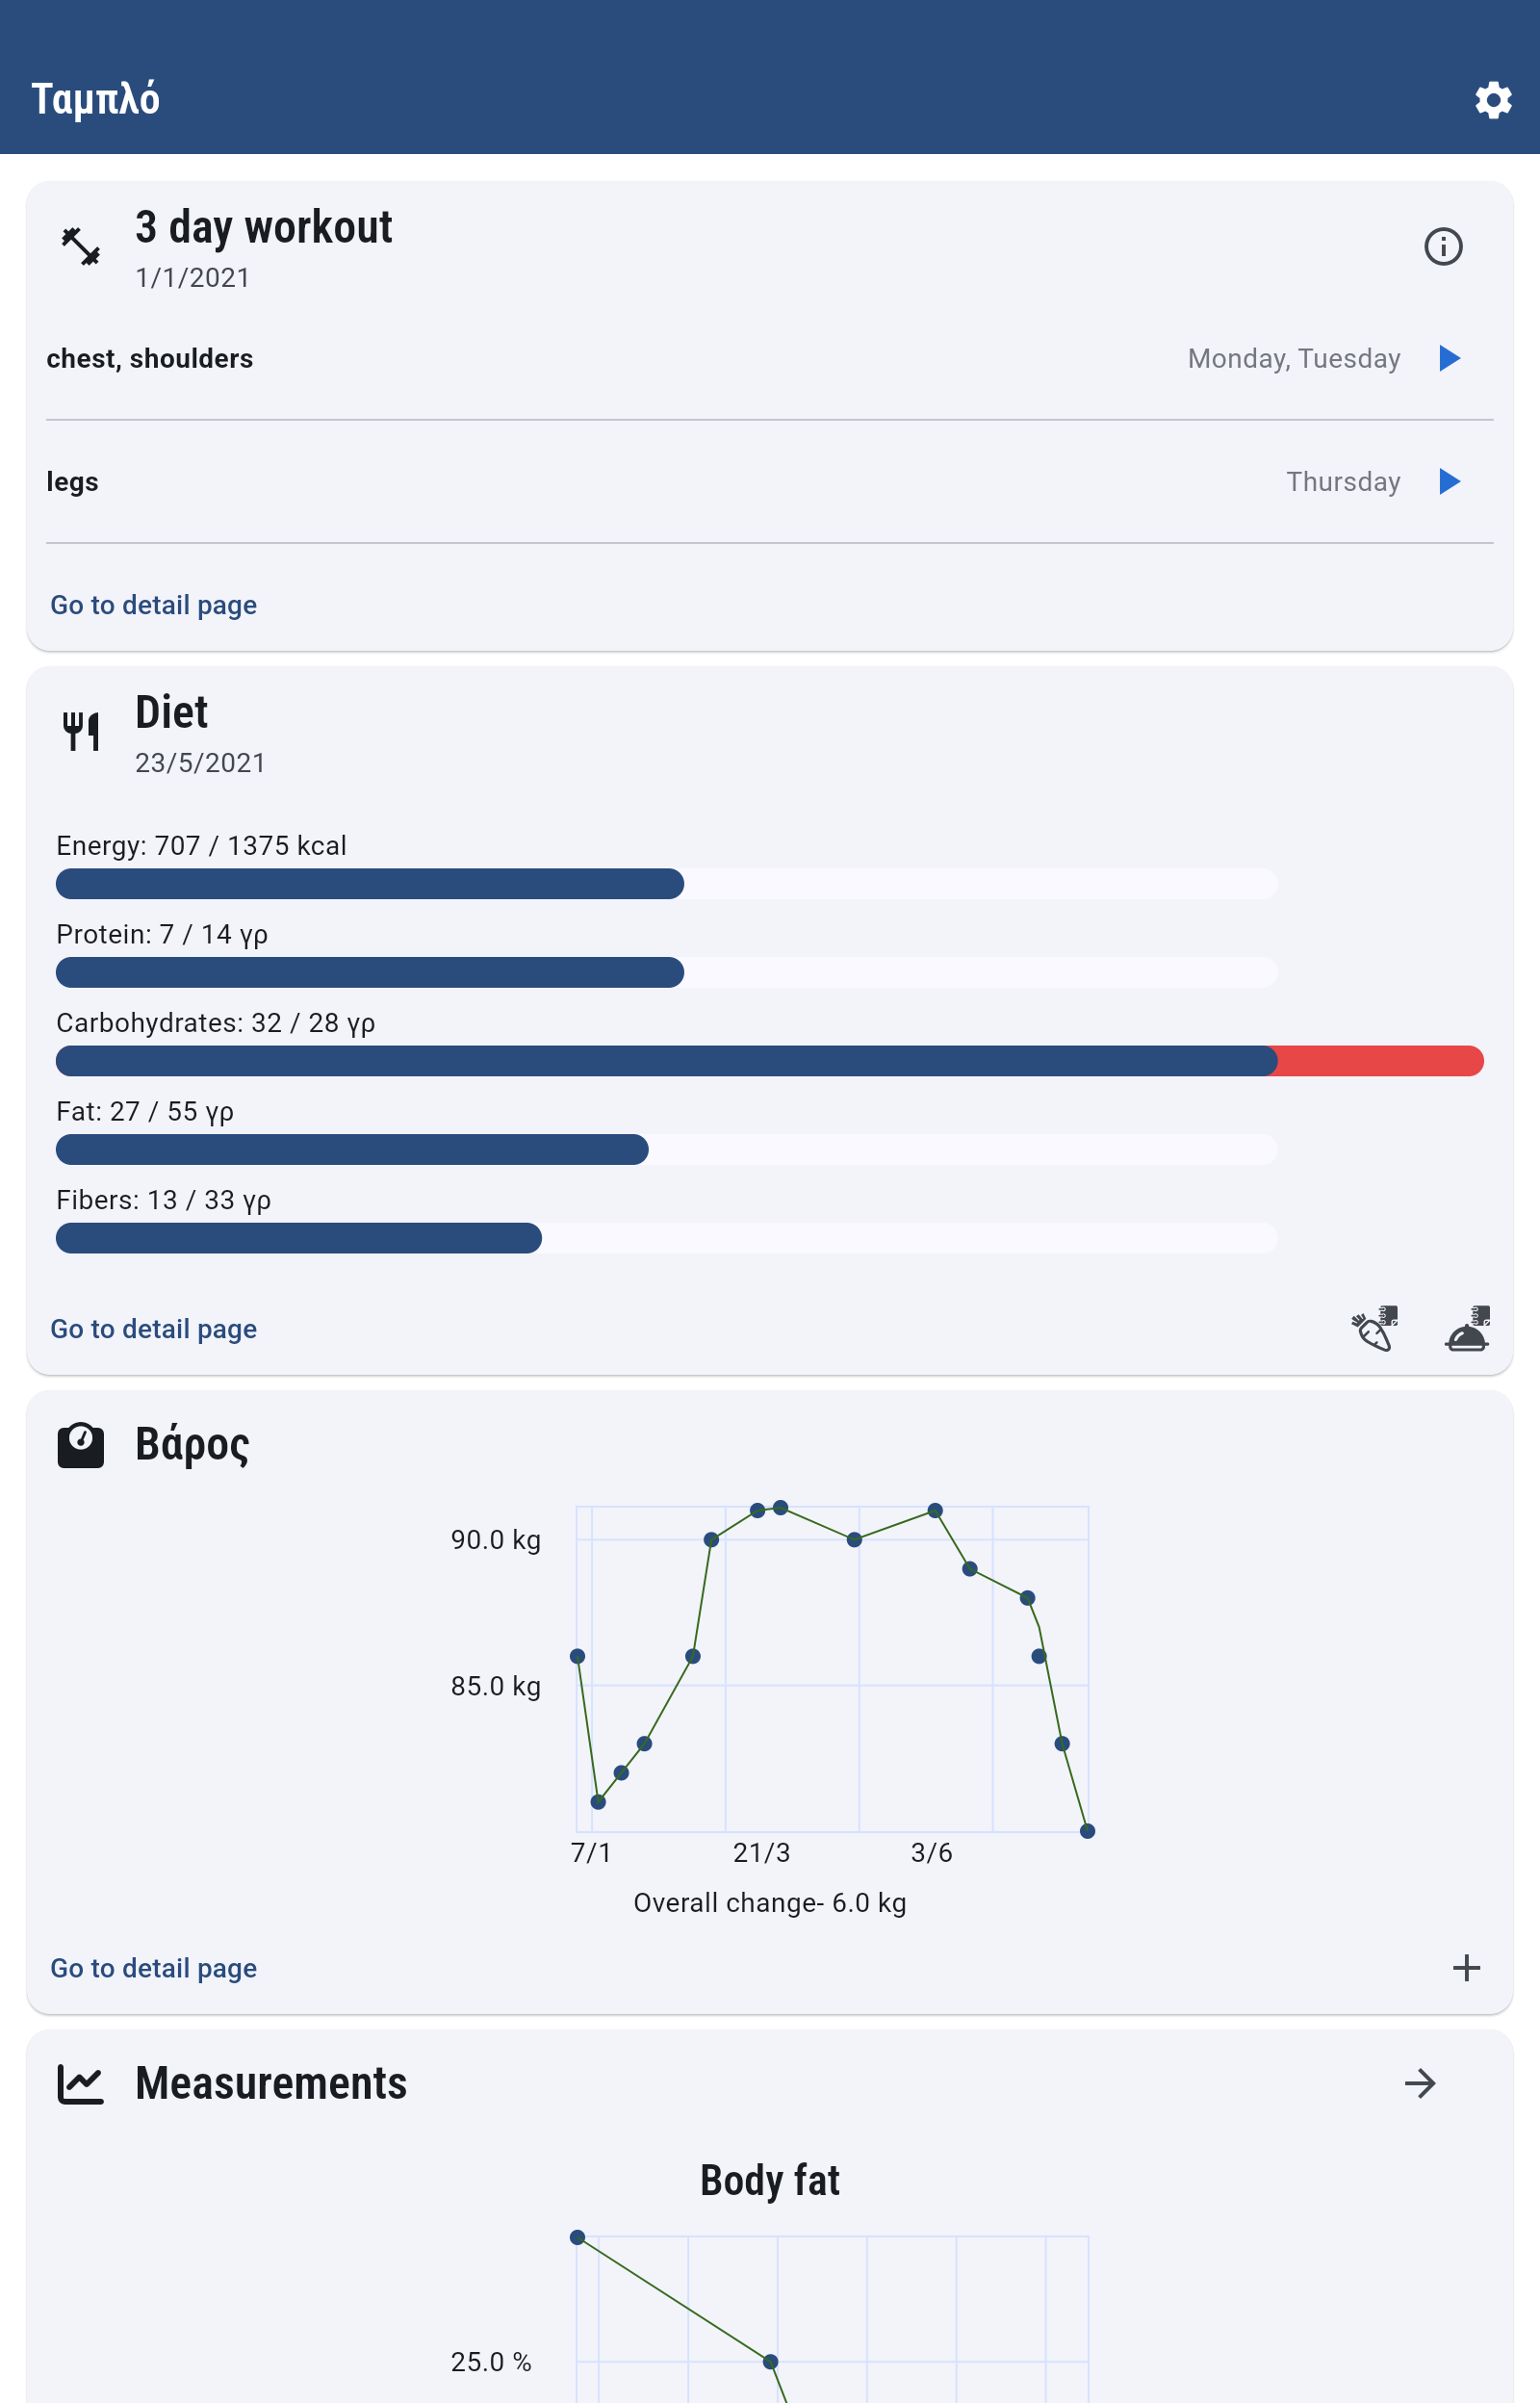 Ταμπλό
3 day workout
1/1/2021
chest, shoulders
Monday, Tuesday
legs
Thursday
Go to detail page
Diet
23/5/2021
Energy: 707 / 1375 kcal
Protein: 7 / 14 γρ
Carbohydrates: 32 / 28 γρ
Fat: 27 / 55 γρ
Fibers: 13 / 33 γρ
Go to detail page
Βάρος
90.0 kg
85.0 kg
7/1
21/3
3/6
Overall change- 6.0 kg
Go to detail page
Measurements
Body fat
25.0 %